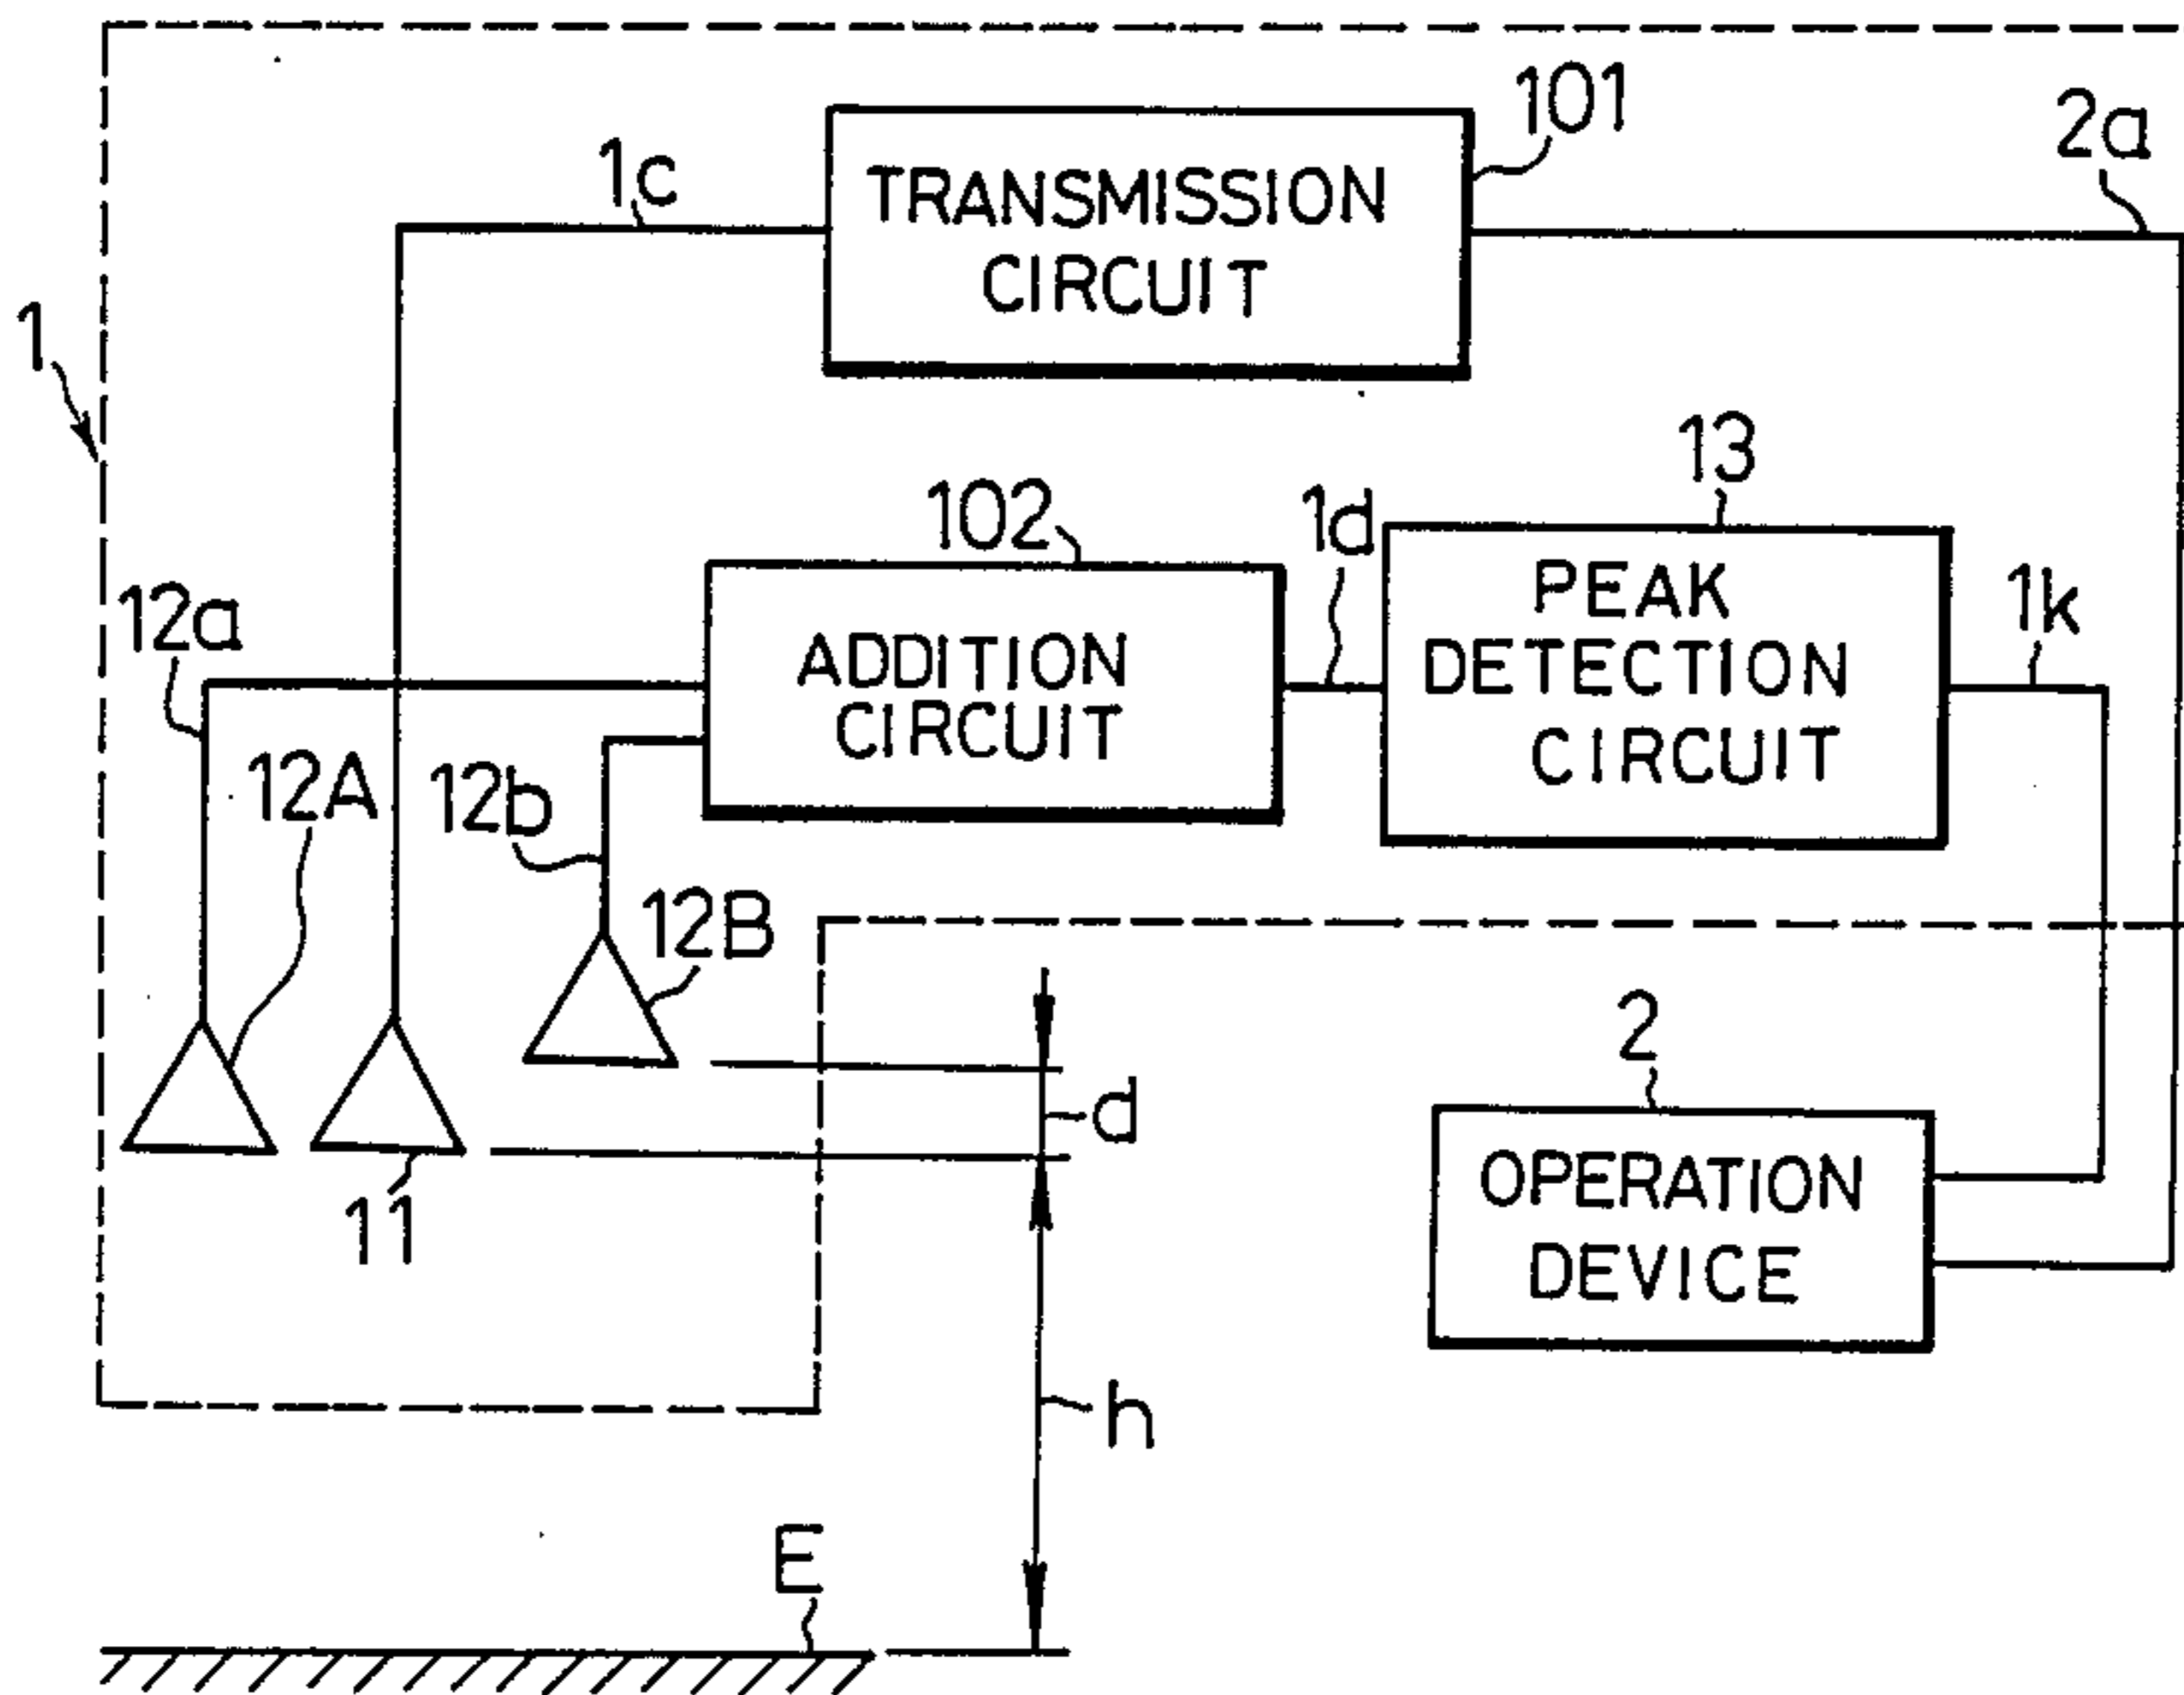 101
2a
1c
TRANSMISSION
CIRCUIT
1
13
102
1d
PEAK
DETECTION
CIRCUIT
1k
12a
ADDITION
CIRCUIT
12A
12b
12B
2
d
OPERATION
DEVICE
11
h
E